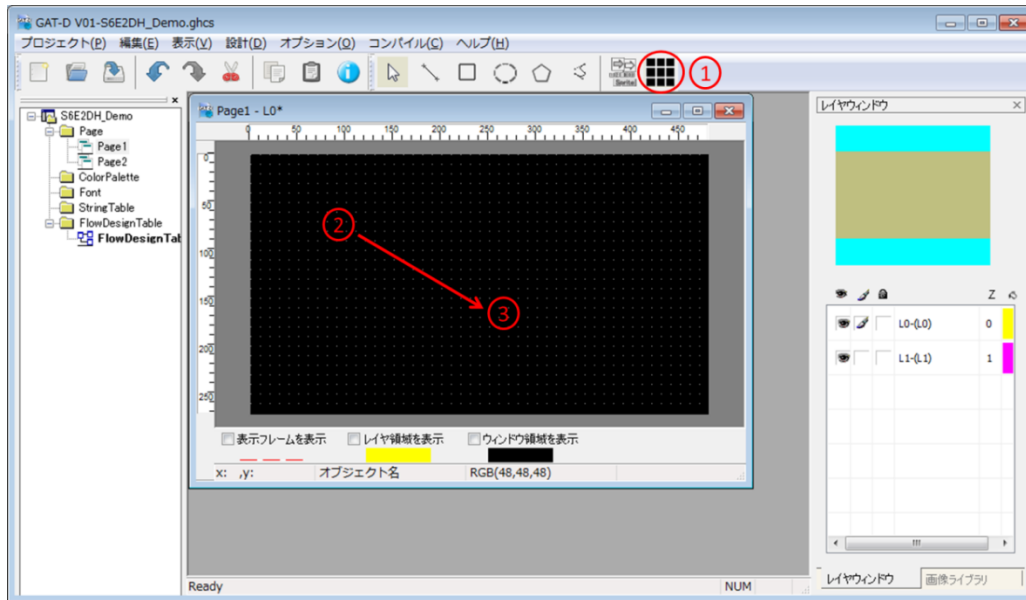 GAT-D V01-S6E2DH_Demo.ghcs
プロジェクト(P) 編集(E) 表示(V) 設計(D) オプション(O) コンパイル(C) ヘルプ(H)
①
S6E2DH_Demo
Page
Page1
Page2
ColorPalette
Font
StringTable
FlowDesignTable
FlowDesignTal
Page1 - L0*
0 50 100 150 200 250 300 350 400 450
0
50
100
150
200
250
②
③
表示フレームを表示 レイヤ領域を表示 ウィンドウ領域を表示
x: ,y: オブジェクト名 RGB(48,48,48)
レイヤウィンドウ
Z
L0-(L0) 0
L1-(L1) 1
レイヤウィンドウ 画像ライブラリ
Ready NUM